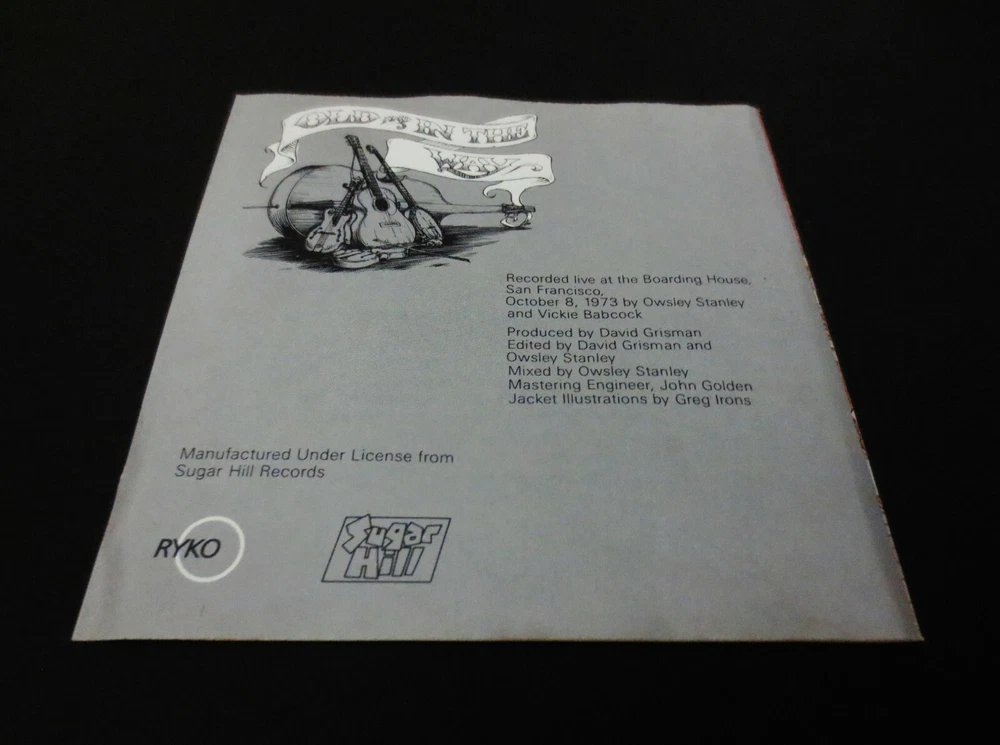 OLD AND IN THE
WAY
Recorded live at the Boarding House,
San Francisco,
October 8, 1973 by Owsley Stanley
and Vickie Babcock
Produced by David Grisman
Edited by David Grisman and
Owsley Stanley
Mixed by Owsley Stanley
Mastering Engineer, John Golden
Jacket Illustrations by Greg Irons
Manufactured Under License from
Sugar Hill Records
RYKO
Sugar
Hill